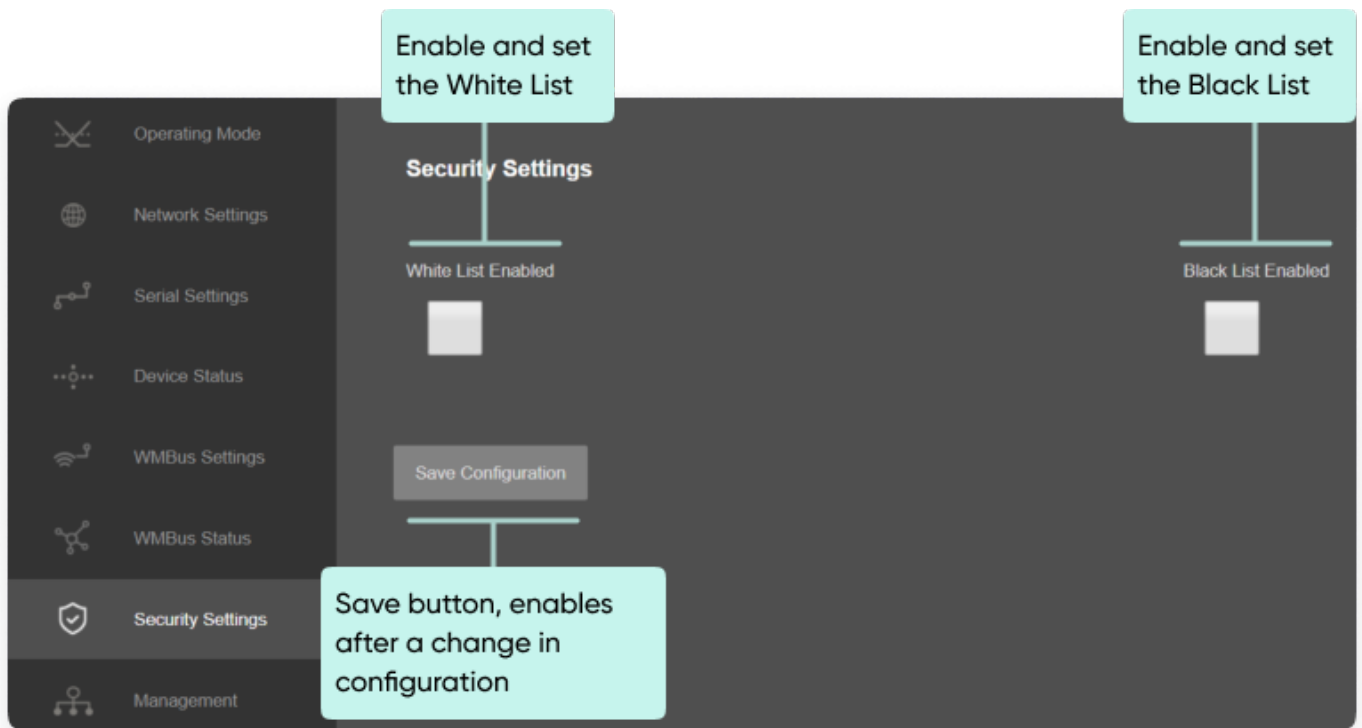 Enable and set
the White List
Enable and set
the Black List
Operating Mode
Network Settings
Serial Settings
Device Status
WMBus Settings
WMBus Status
Security Settings
Management
Security Settings
White List Enabled
Black List Enabled
Save Configuration
Save button, enables
after a change in
configuration